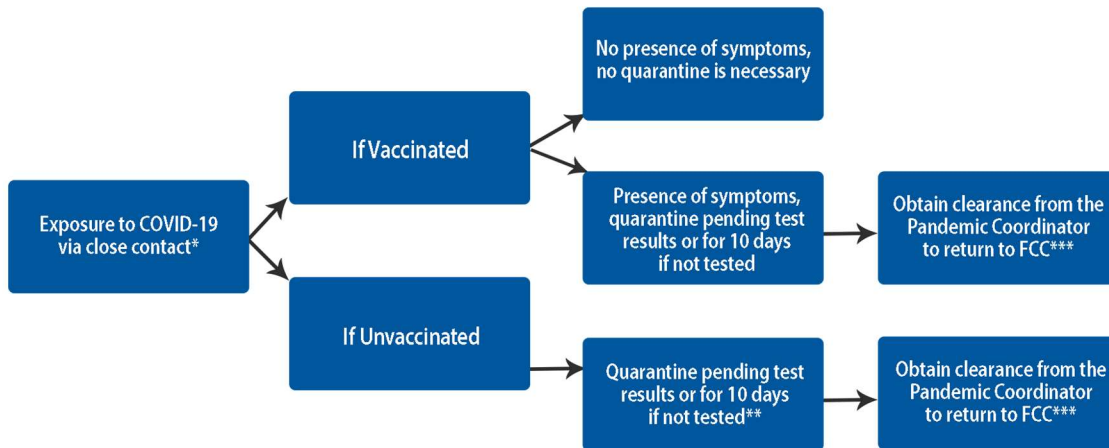 No presence of symptoms,
no quarantine is necessary
If Vaccinated
Exposure to COVID-19
via close contact*
Presence of symptoms,
quarantine pending test
results or for 10 days
if not tested
Obtain clearance from the
Pandemic Coordinator
to return to FCC***
If Unvaccinated
Quarantine pending test
results or for 10 days
if not tested**
Obtain clearance from the
Pandemic Coordinator
to return to FCC***